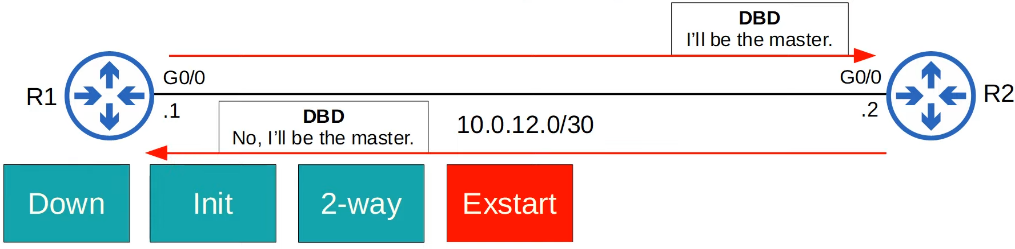 DBD
I'll be the master.
G0/0
G0/0
R1
R2
.1
.2
DBD
No, I'll be the master.
10.0.12.0/30
Down
Init
2-way
Exstart